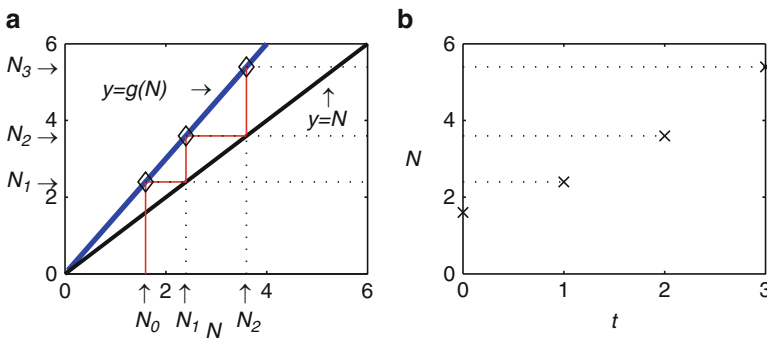 a
6
N3→
y=g(N) →
4
↑
y=N
N2→
N1→
2
0
0 2 4 6
↑ ↑ ↑
N0 N1 N N2
b
6
4
N
2
0
0 1 2 3
t